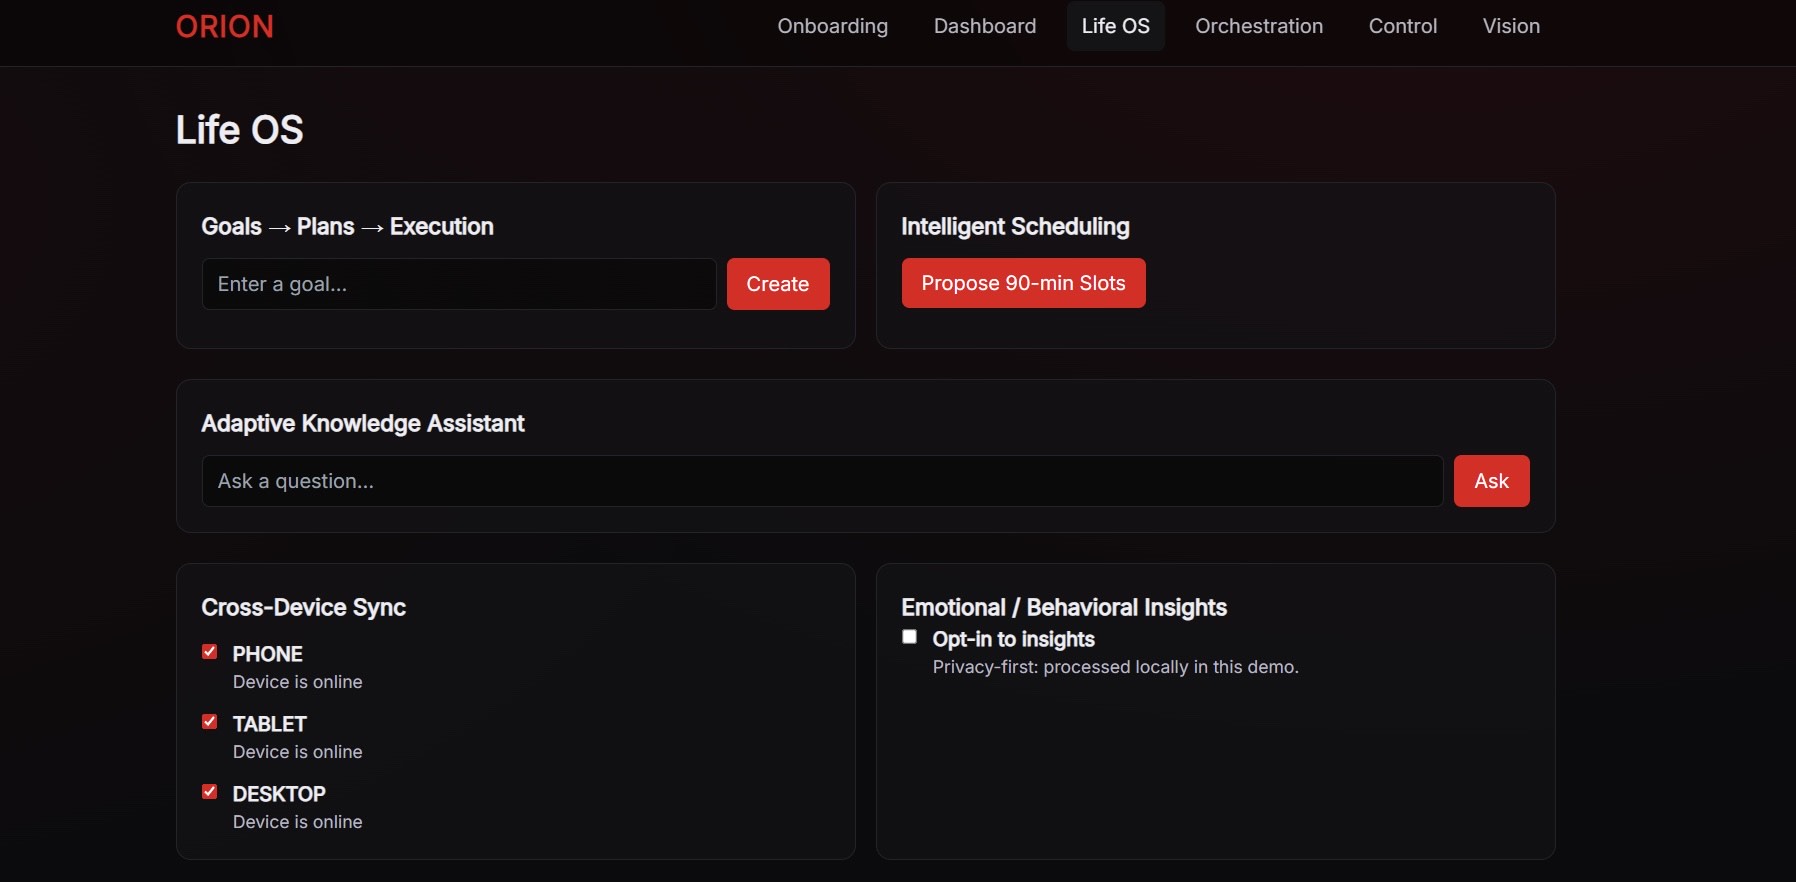 ORION
Onboarding
Dashboard
Life OS
Orchestration
Control
Vision
Life OS
Goals → Plans → Execution
Enter a goal...
Create
Intelligent Scheduling
Propose 90-min Slots
Adaptive Knowledge Assistant
Ask a question...
Ask
Cross-Device Sync
PHONE
Device is online
TABLET
Device is online
DESKTOP
Device is online
Emotional / Behavioral Insights
Opt-in to insights
Privacy-first: processed locally in this demo.